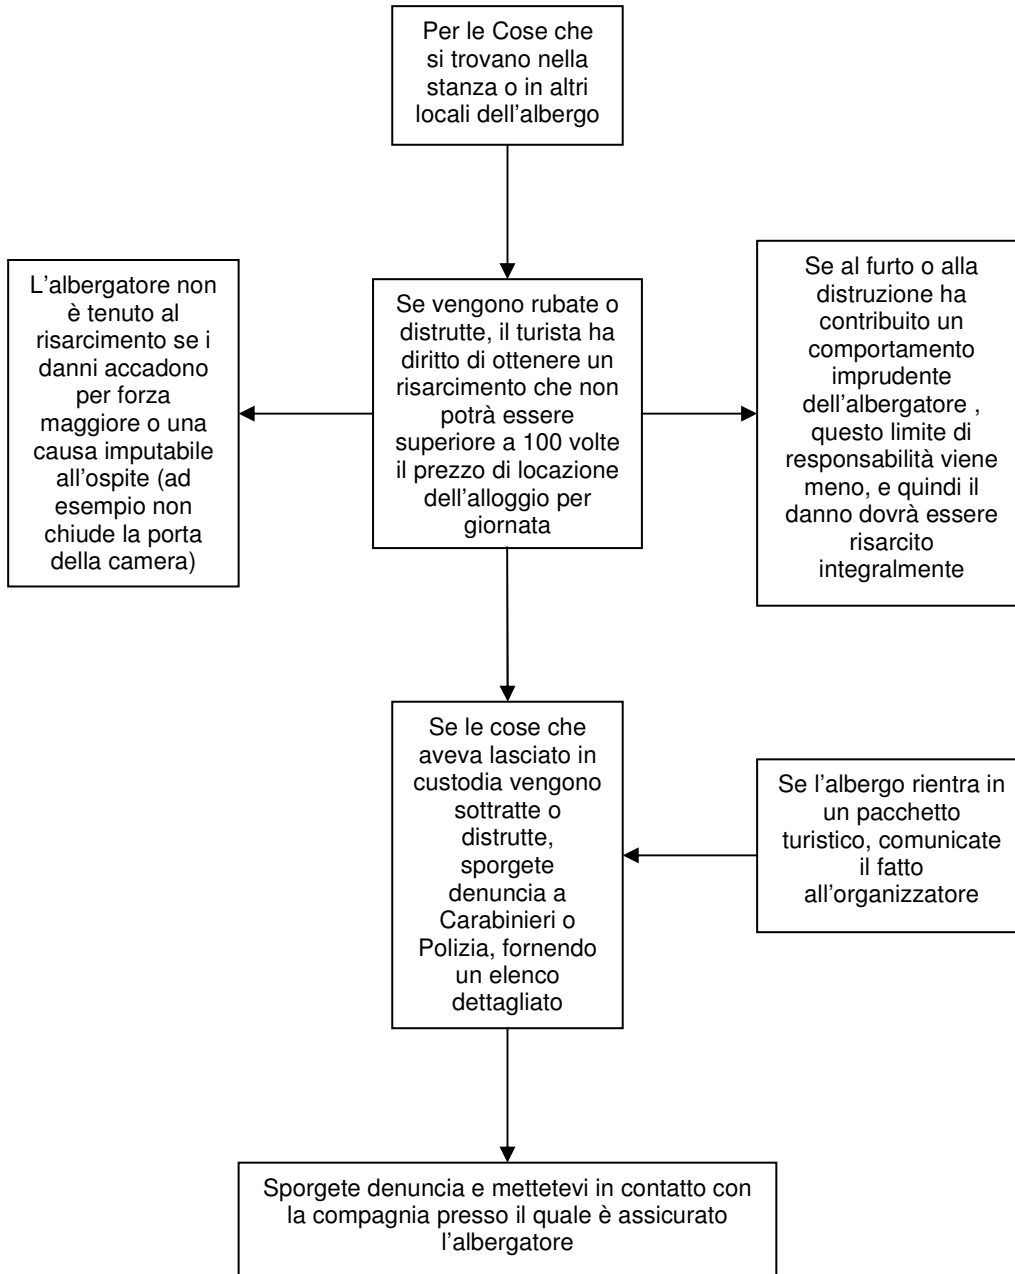 Per le Cose che
si trovano nella
stanza o in altri
locali dell'albergo
L'albergatore non
è tenuto al
risarcimento se i
danni accadono
per forza
maggiore o una
causa imputabile
all'ospite (ad
esempio non
chiude la porta
della camera)
Se vengono rubate o
distrutte, il turista ha
diritto di ottenere un
risarcimento che non
potrà essere
superiore a 100 volte
il prezzo di locazione
dell'alloggio per
giornata
Se al furto o alla
distruzione ha
contribuito un
comportamento
imprudente
dell'albergatore ,
questo limite di
responsabilità viene
meno, e quindi il
danno dovrà essere
risarcito
integralmente
Se le cose che
aveva lasciato in
custodia vengono
sottratte o
distrutte,
sporgete
denuncia a
Carabinieri o
Polizia, fornendo
un elenco
dettagliato
Se l'albergo rientra in
un pacchetto
turistico, comunicate
il fatto
all'organizzatore
Sporgete denuncia e mettetevi in contatto con
la compagnia presso il quale è assicurato
l'albergatore